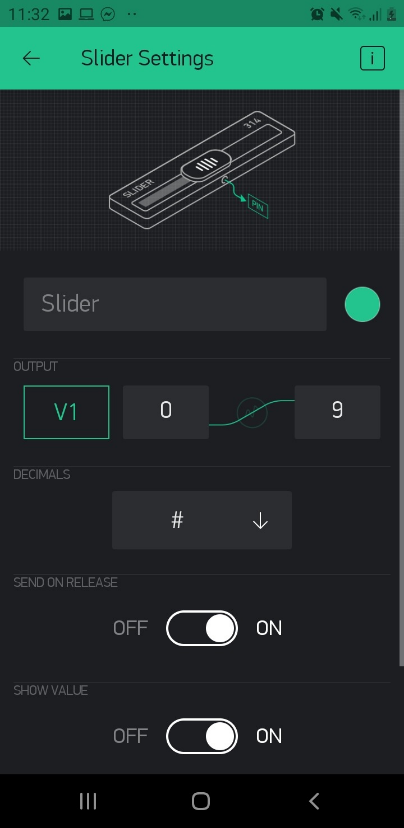 11:32
Slider Settings
i
SLIDER
314
PIN
Slider
OUTPUT
V1 0 9
DECIMALS
#
SEND ON RELEASE
OFF ON
SHOW VALUE
OFF ON